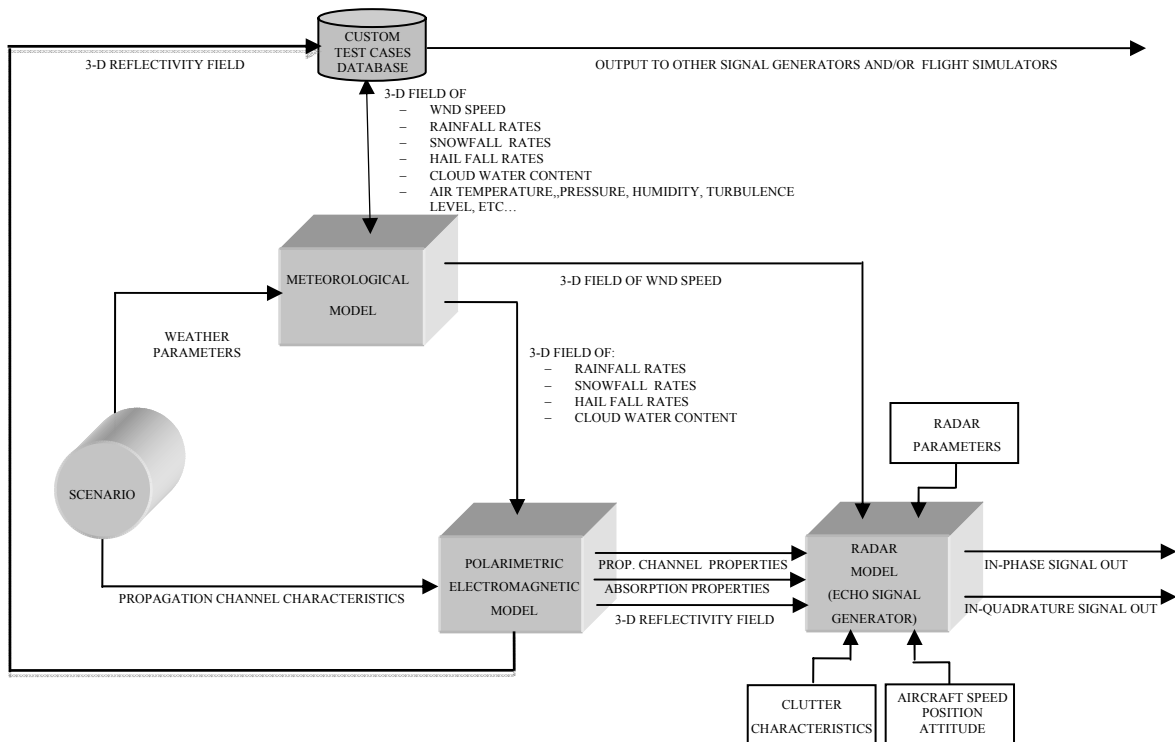 CUSTOM
TEST CASES
DATABASE
3-D REFLECTIVITY FIELD
OUTPUT TO OTHER SIGNAL GENERATORS AND/OR FLIGHT SIMULATORS
3-D FIELD OF
– WND SPEED
– RAINFALL RATES
– SNOWFALL RATES
– HAIL FALL RATES
– CLOUD WATER CONTENT
– AIR TEMPERATURE,,PRESSURE, HUMIDITY, TURBULENCE
LEVEL, ETC…
METEOROLOGICAL
MODEL
3-D FIELD OF WND SPEED
WEATHER
PARAMETERS
3-D FIELD OF:
– RAINFALL RATES
– SNOWFALL RATES
– HAIL FALL RATES
– CLOUD WATER CONTENT
RADAR
PARAMETERS
SCENARIO
PROPAGATION CHANNEL CHARACTERISTICS
POLARIMETRIC
ELECTROMAGNETIC
MODEL
PROP. CHANNEL PROPERTIES
ABSORPTION PROPERTIES
3-D REFLECTIVITY FIELD
RADAR
MODEL
(ECHO SIGNAL
GENERATOR)
IN-PHASE SIGNAL OUT
IN-QUADRATURE SIGNAL OUT
CLUTTER
CHARACTERISTICS
AIRCRAFT SPEED
POSITION
ATTITUDE